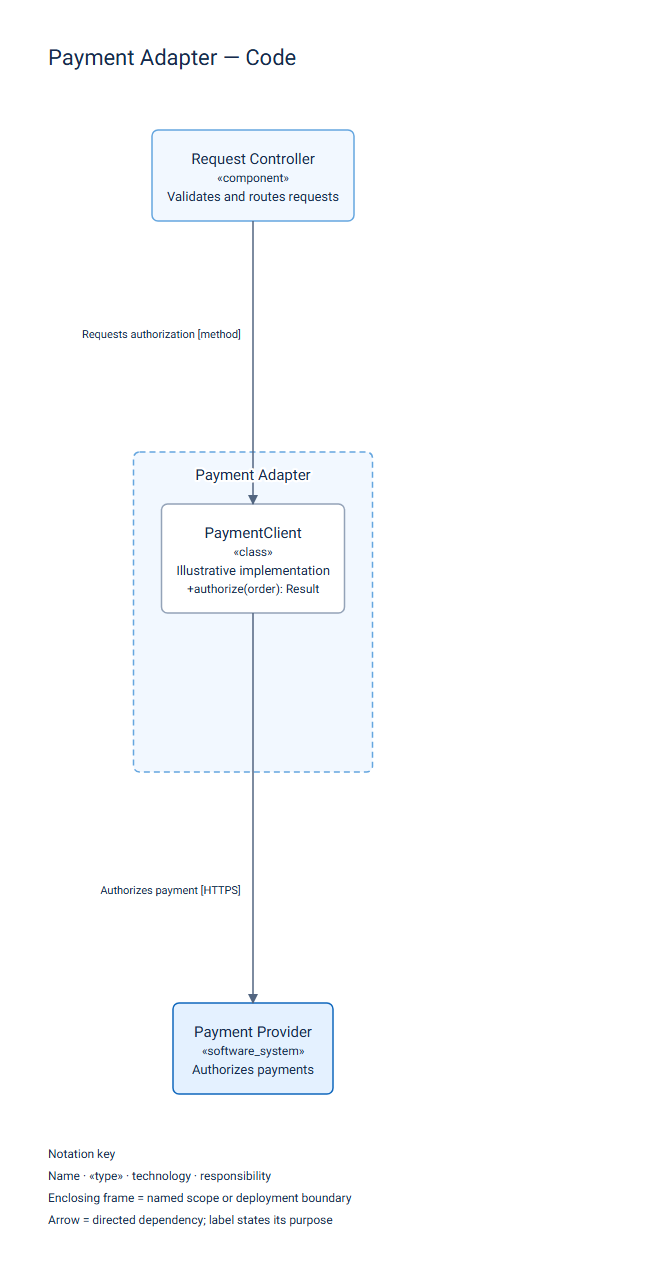 Payment Adapter — Code
Request Controller
«component»
Validates and routes requests
Requests authorization [method]
Payment Adapter
PaymentClient
«class»
Illustrative implementation
+authorize(order): Result
Authorizes payment [HTTPS]
Payment Provider
«software_system»
Authorizes payments
Notation key
Name · «type» · technology · responsibility
Enclosing frame = named scope or deployment boundary
Arrow = directed dependency; label states its purpose